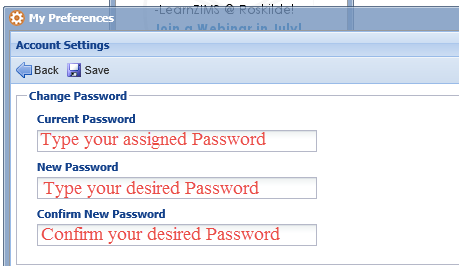 -LearnZIMS @ Roskilde!
Join a Webinar in July!
My Preferences
Account Settings
Back Save
Change Password
Current Password
Type your assigned Password
New Password
Type your desired Password
Confirm New Password
Confirm your desired Password